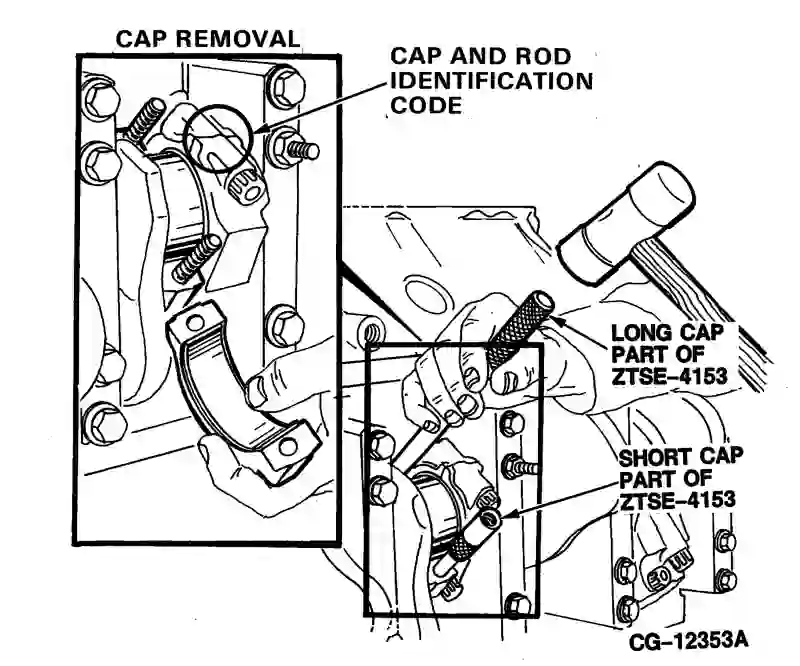 CAP REMOVAL
CAP AND ROD
IDENTIFICATION
CODE
LONG CAP
PART OF
ZTSE-4153
SHORT CAP
PART OF
ZTSE-4153
CG-12353A